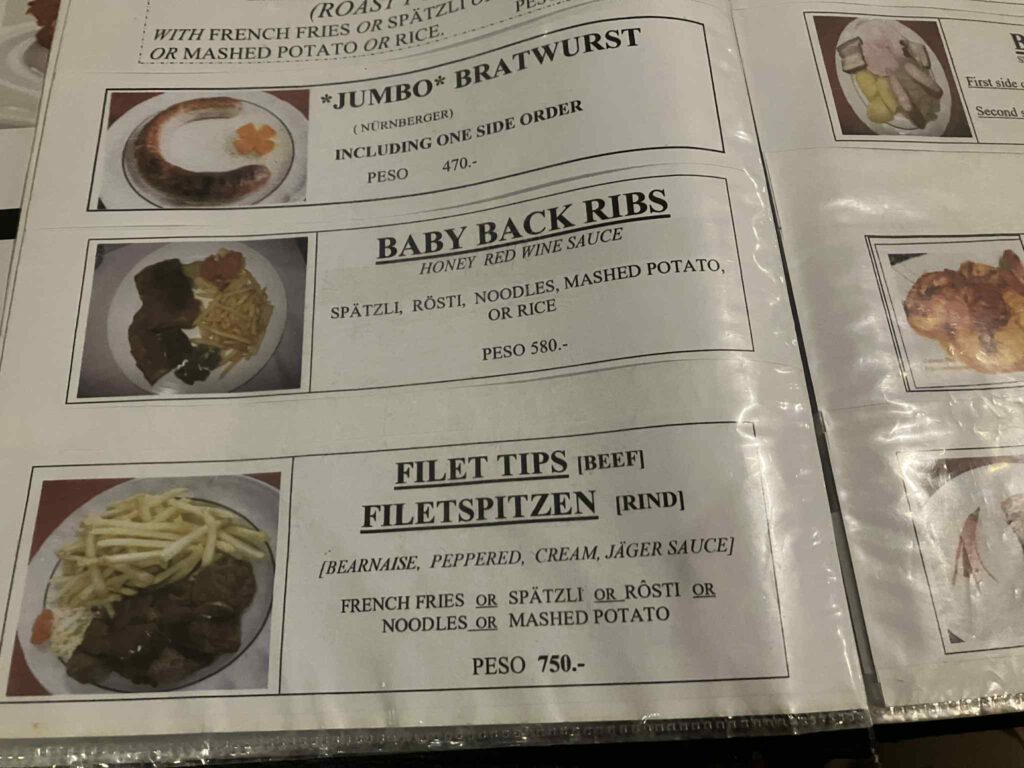 (ROAST
WITH FRENCH FRIES OR SPÄTZLI OR
PESO
OR MASHED POTATO OR RICE.
*JUMBO* BRATWURST
( NÜRNBERGER)
INCLUDING ONE SIDE ORDER
PESO 470.-
BABY BACK RIBS
HONEY RED WINE SAUCE
SPÄTZLI, RÖSTI, NOODLES, MASHED POTATO,
OR RICE
PESO 580.-
FILET TIPS [BEEF]
FILETSPITZEN [RIND]
[BEARNAISE, PEPPERED, CREAM, JÄGER SAUCE]
FRENCH FRIES OR SPÄTZLI OR RÔSTI OR
NOODLES OR MASHED POTATO
PESO 750.-
First side
Second